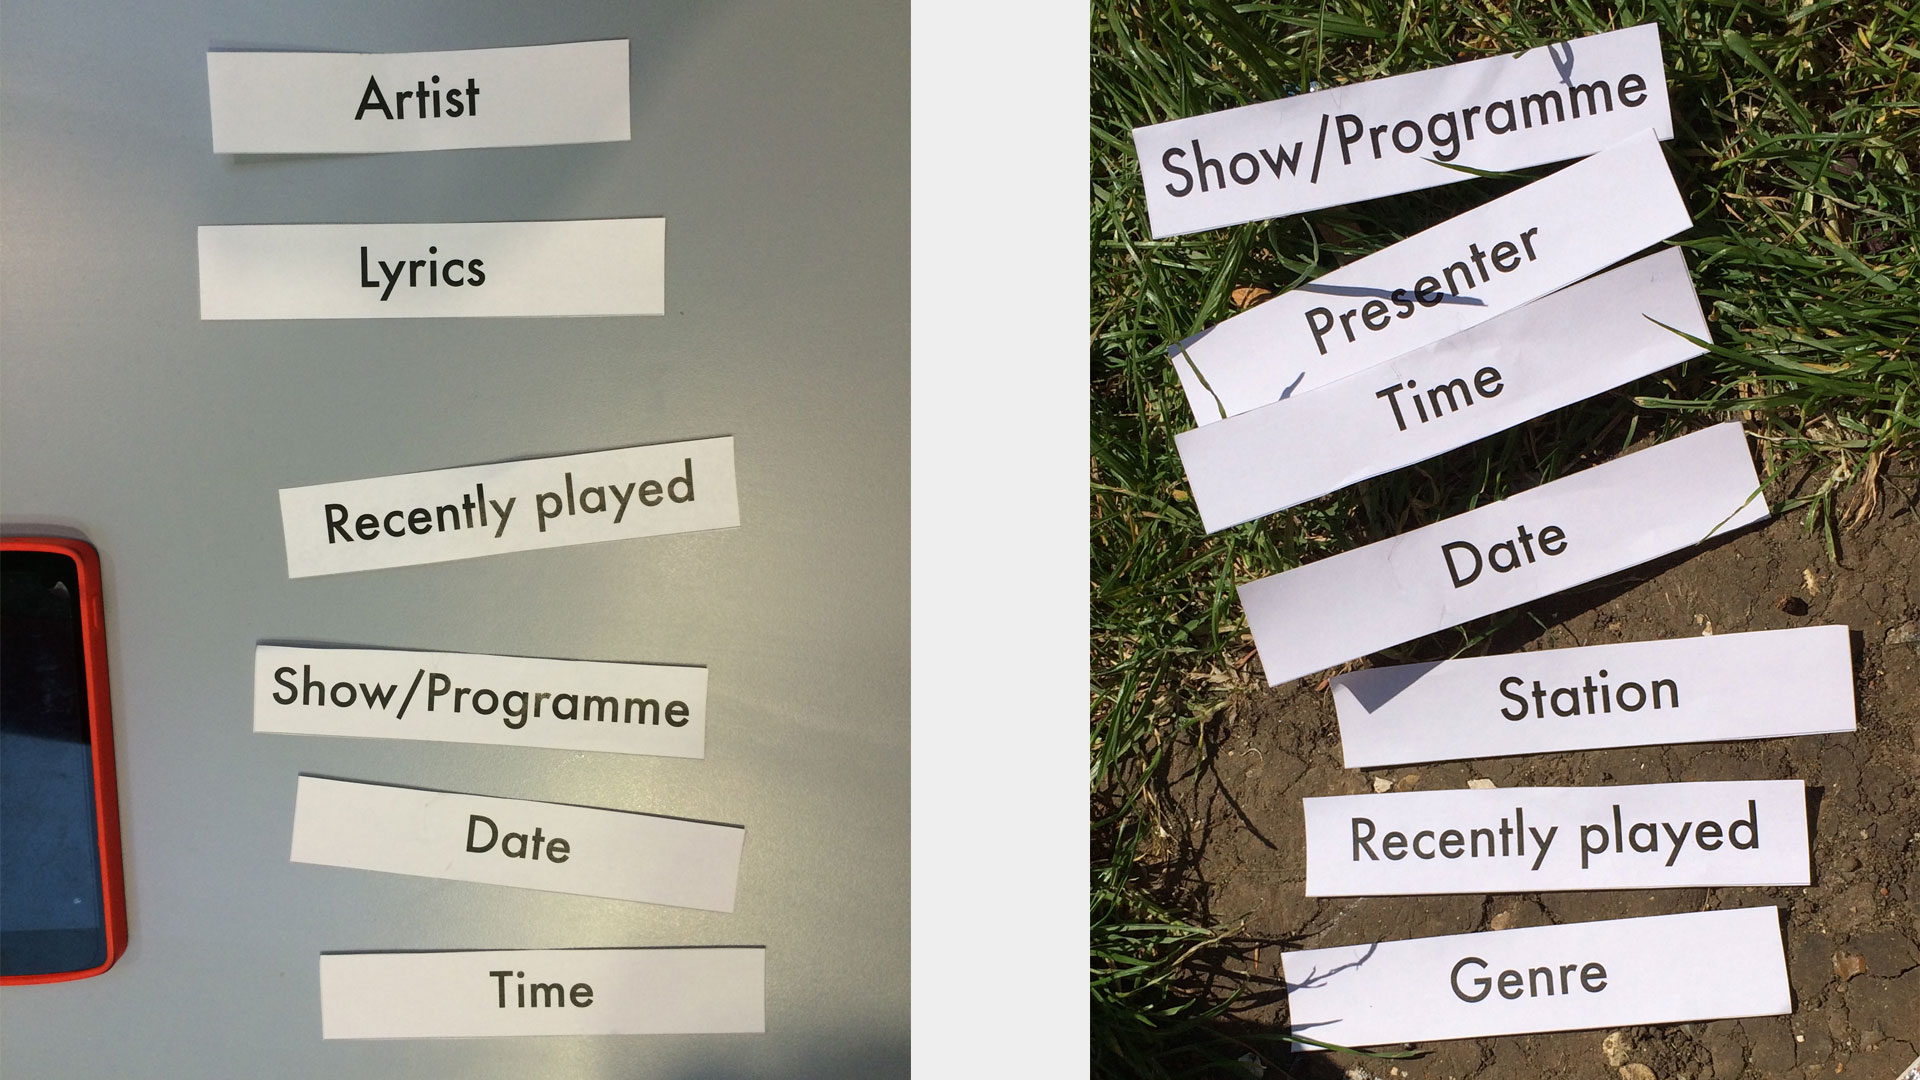 Artist
Lyrics
Recently played
Show/Programme
Date
Time
Show/Programme
Presenter
Time
Date
Station
Recently played
Genre